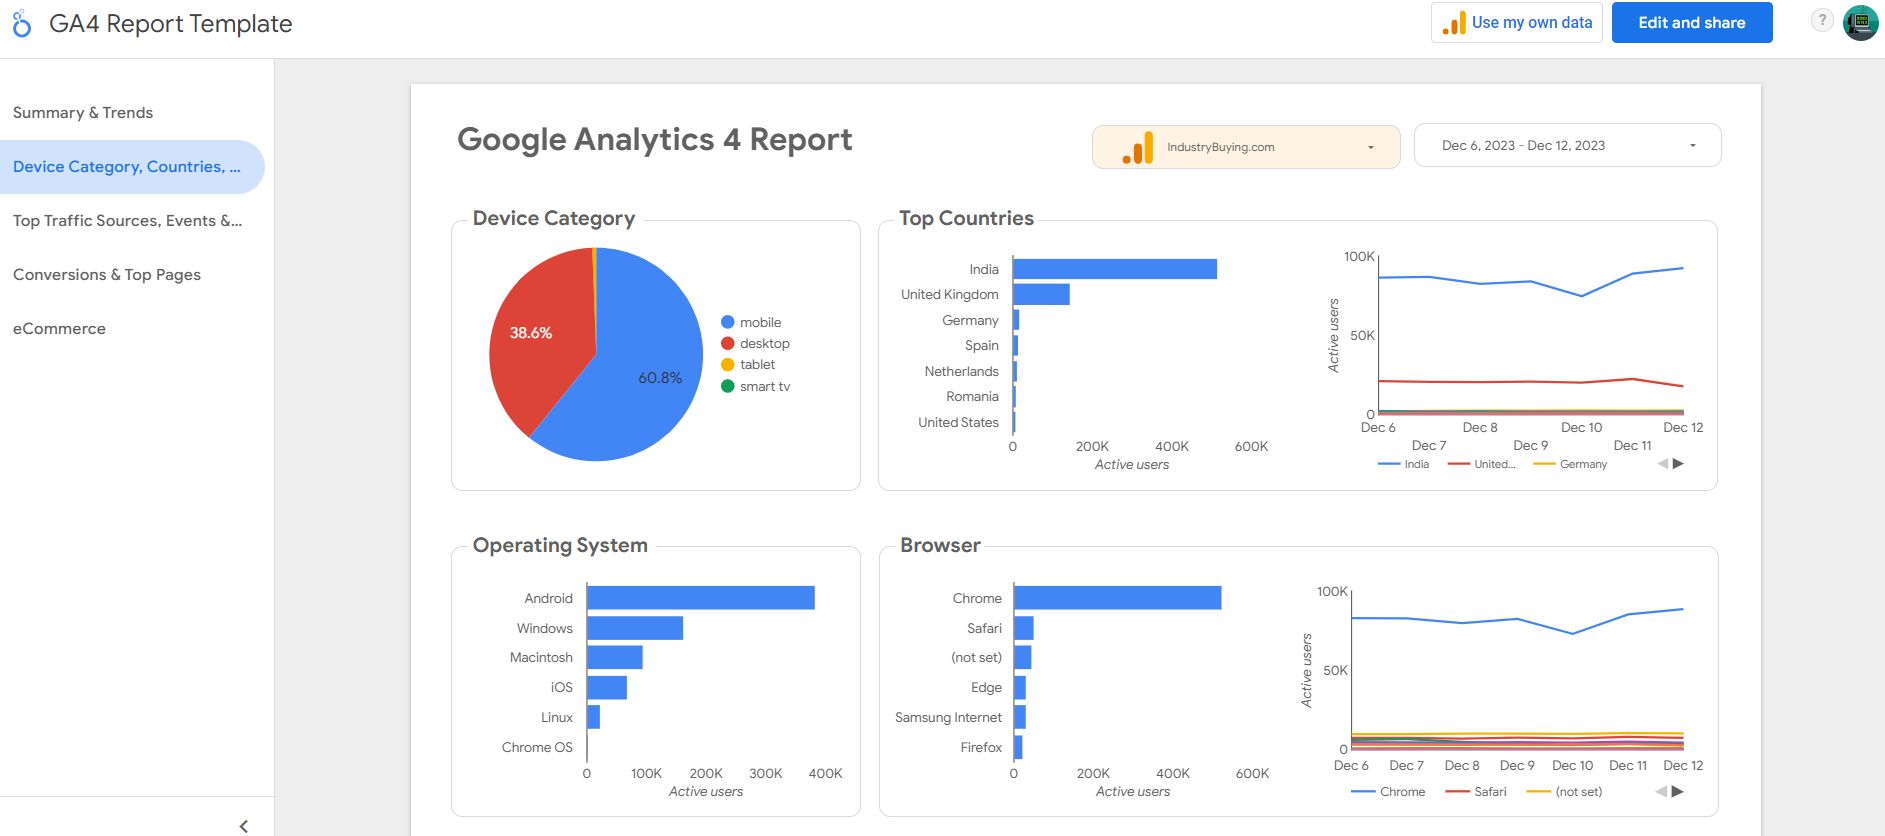 GA4 Report Template
Use my own data
Edit and share
?
Summary & Trends
Device Category, Countries, ...
Top Traffic Sources, Events &...
Conversions & Top Pages
eCommerce
Google Analytics 4 Report
IndustryBuying.com
Dec 6, 2023 - Dec 12, 2023
Device Category
38.6%
60.8%
mobile
desktop
tablet
smart tv
Top Countries
India
United Kingdom
Germany
Spain
Netherlands
Romania
United States
0 200K 400K 600K
Active users
Active users
100K
50K
0
Dec 6 Dec 8 Dec 10 Dec 12
Dec 7 Dec 9 Dec 11
India United... Germany
Operating System
Android
Windows
Macintosh
iOS
Linux
Chrome OS
0 100K 200K 300K 400K
Active users
Browser
Chrome
Safari
(not set)
Edge
Samsung Internet
Firefox
0 200K 400K 600K
Active users
Active users
100K
50K
0
Dec 6 Dec 7 Dec 8 Dec 9 Dec 10 Dec 11 Dec 12
Chrome Safari (not set)